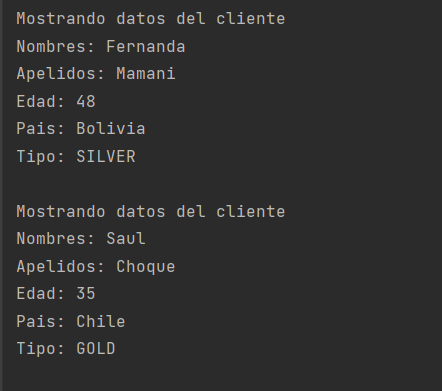 Mostrando datos del cliente
Nombres: Fernanda
Apelidos: Mamani
Edad: 48
Pais: Bolivia
Tipo: SILVER

Mostrando datos del cliente
Nombres: Saul
Apelidos: Choque
Edad: 35
Pais: Chile
Tipo: GOLD